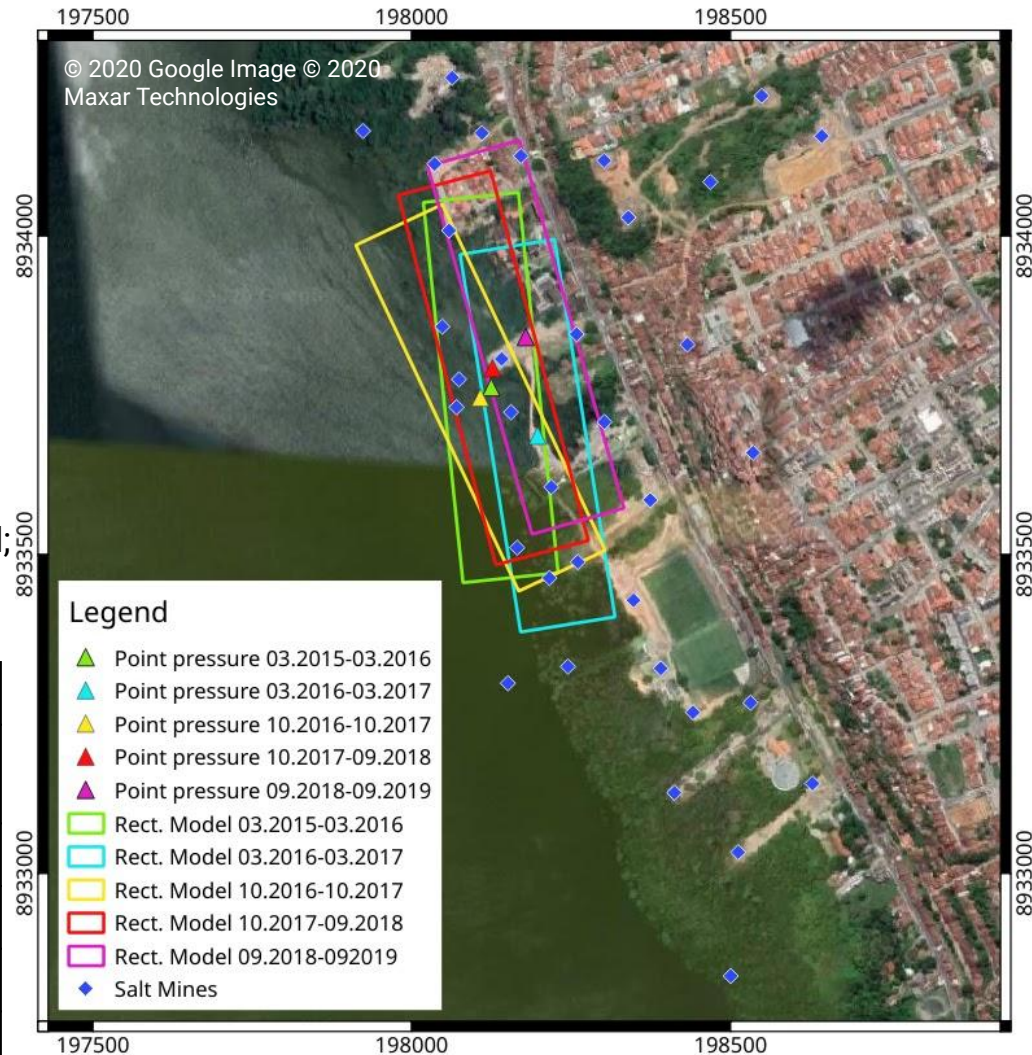 197500 198000 198500
© 2020 Google Image © 2020
Maxar Technologies
8934000 8934000
8933500 8933500
;
Legend
Point pressure 03.2015-03.2016
Point pressure 03.2016-03.2017
Point pressure 10.2016-10.2017
Point pressure 10.2017-09.2018
Point pressure 09.2018-09.2019
Rect. Model 03.2015-03.2016
Rect. Model 03.2016-03.2017
Rect. Model 10.2016-10.2017
Rect. Model 10.2017-09.2018
Rect. Model 09.2018-092019
Salt Mines
8933000 8933000
197500 198000 198500